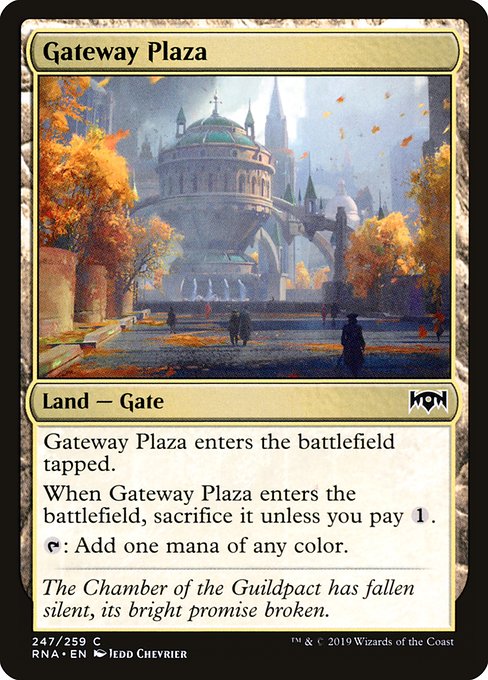 Gateway Plaza
Land — Gate
Gateway Plaza enters the battlefield
tapped.
When Gateway Plaza enters the
battlefield, sacrifice it unless you pay 1.
: Add one mana of any color.
The Chamber of the Guildpact has fallen
silent, its bright promise broken.
247/259 C
RNA • EN Jedd Chevrier
™ & © 2019 Wizards of the Coast